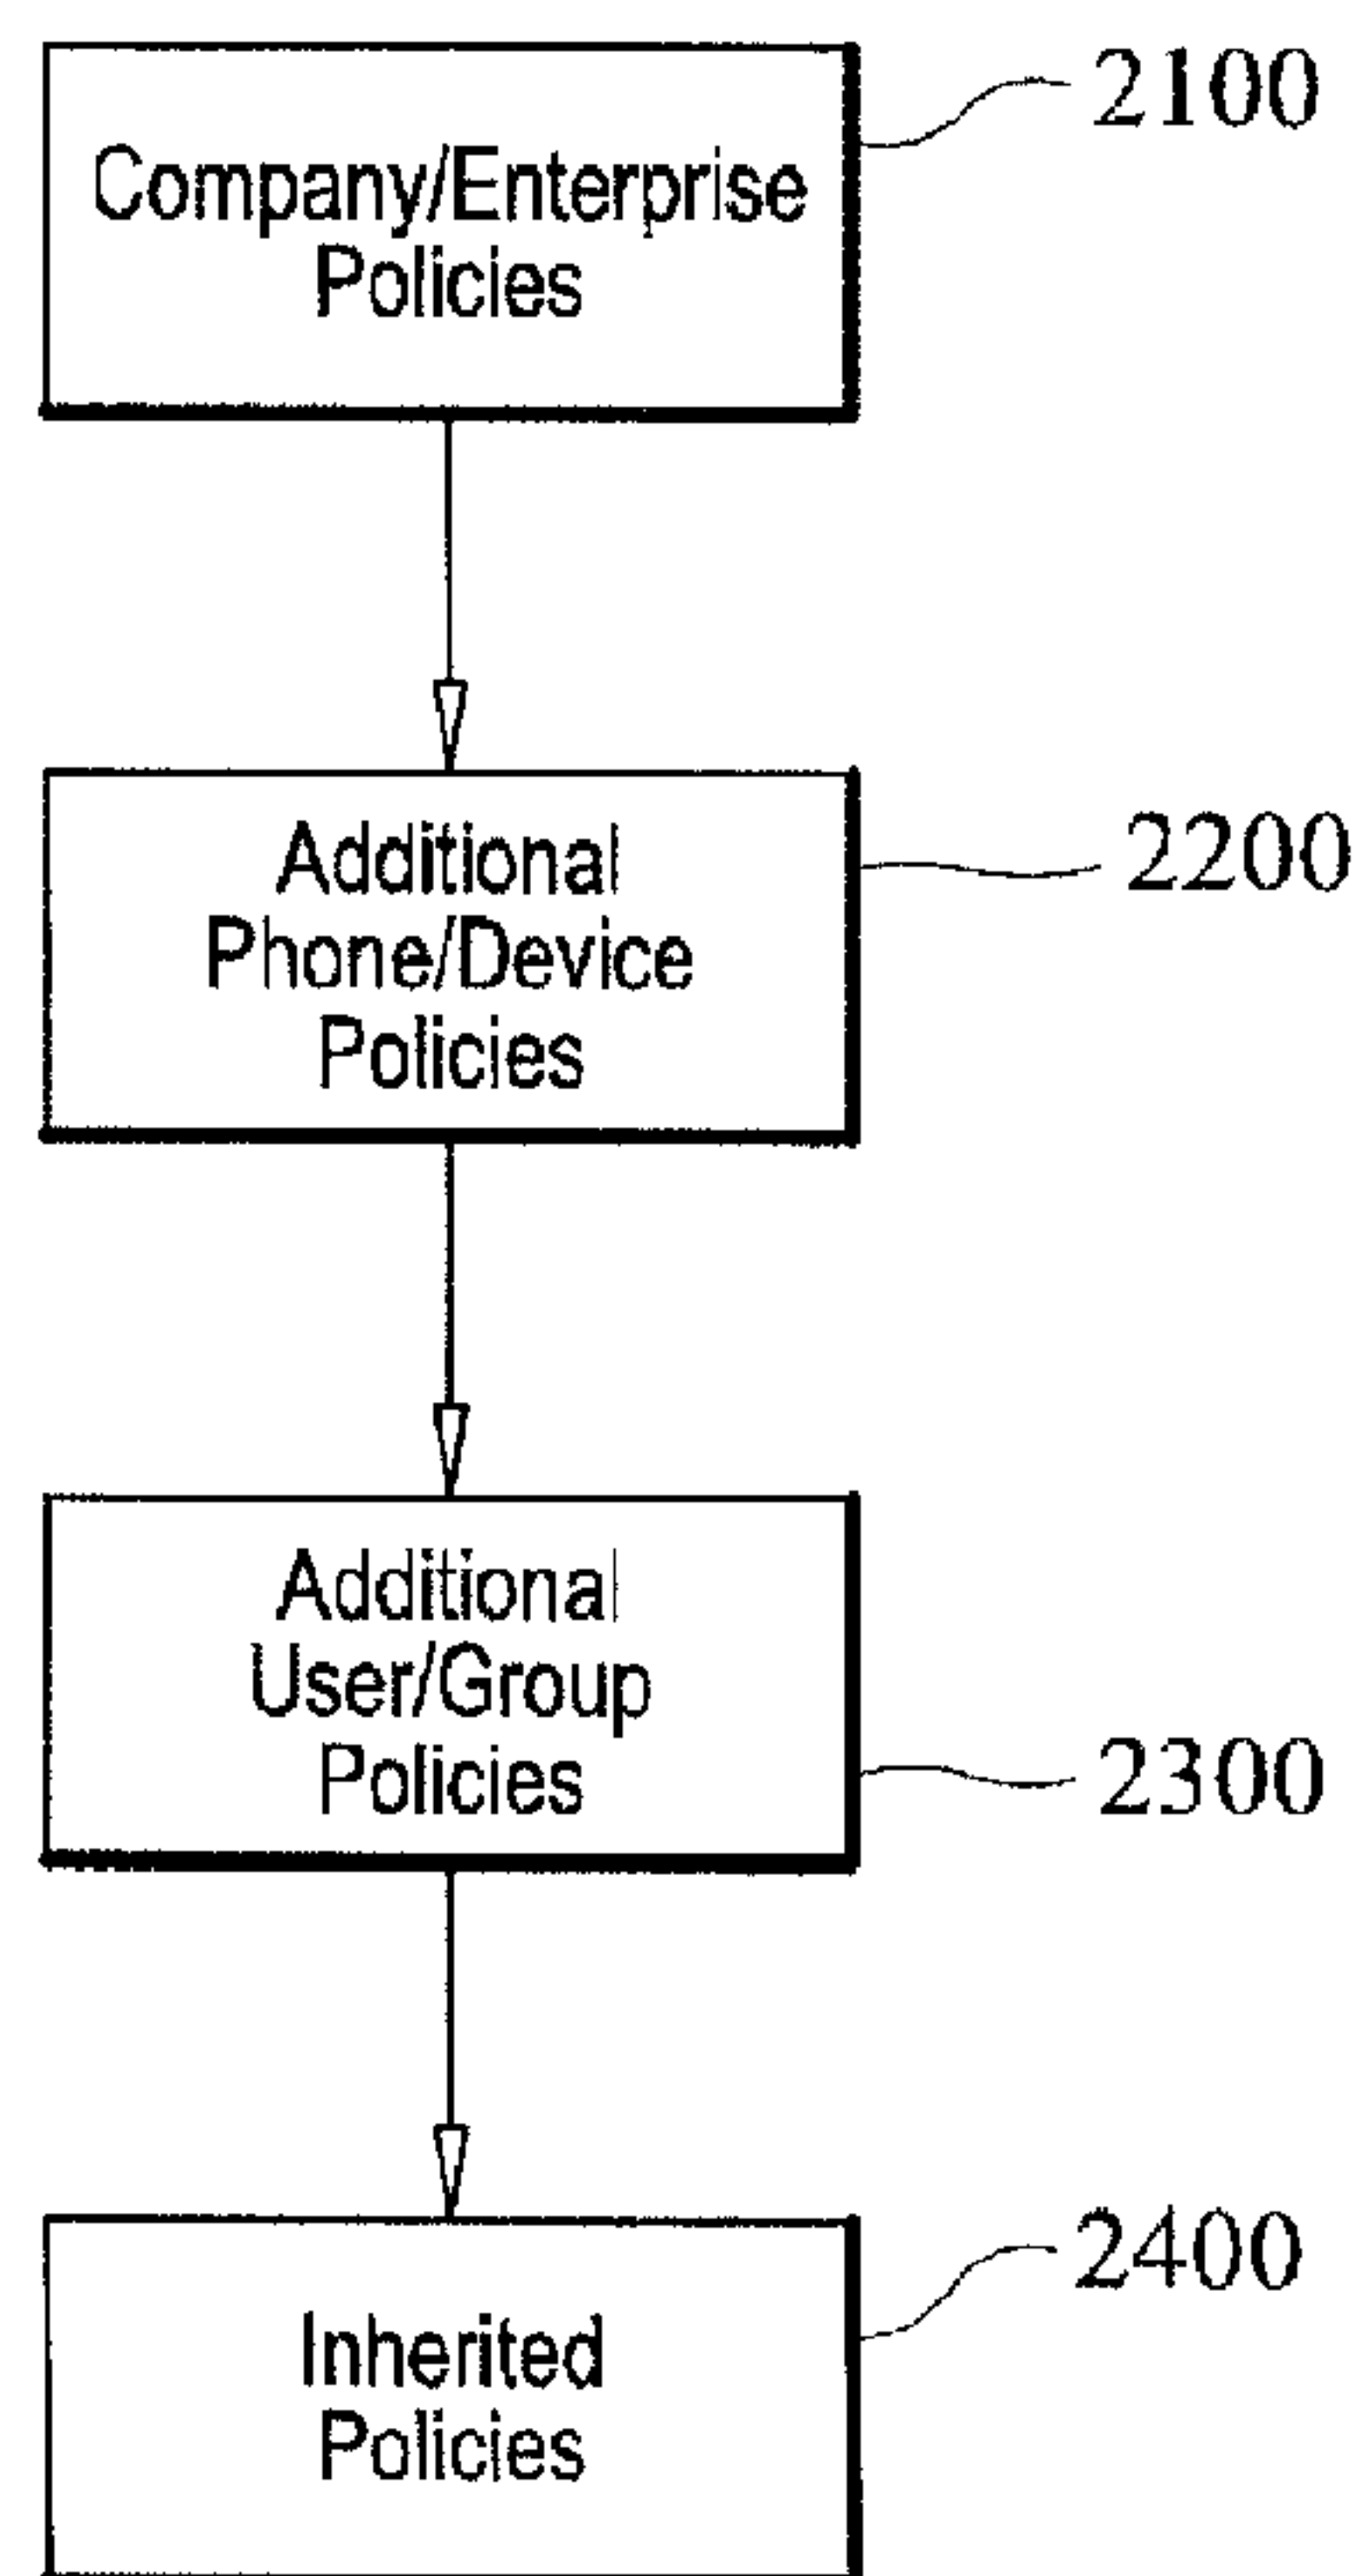 2100
Company/Enterprise
Policies
Additional
Phone/Device
Policies
2200
Additional
User/Group
Policies
2300
2400
Inherited
Policies